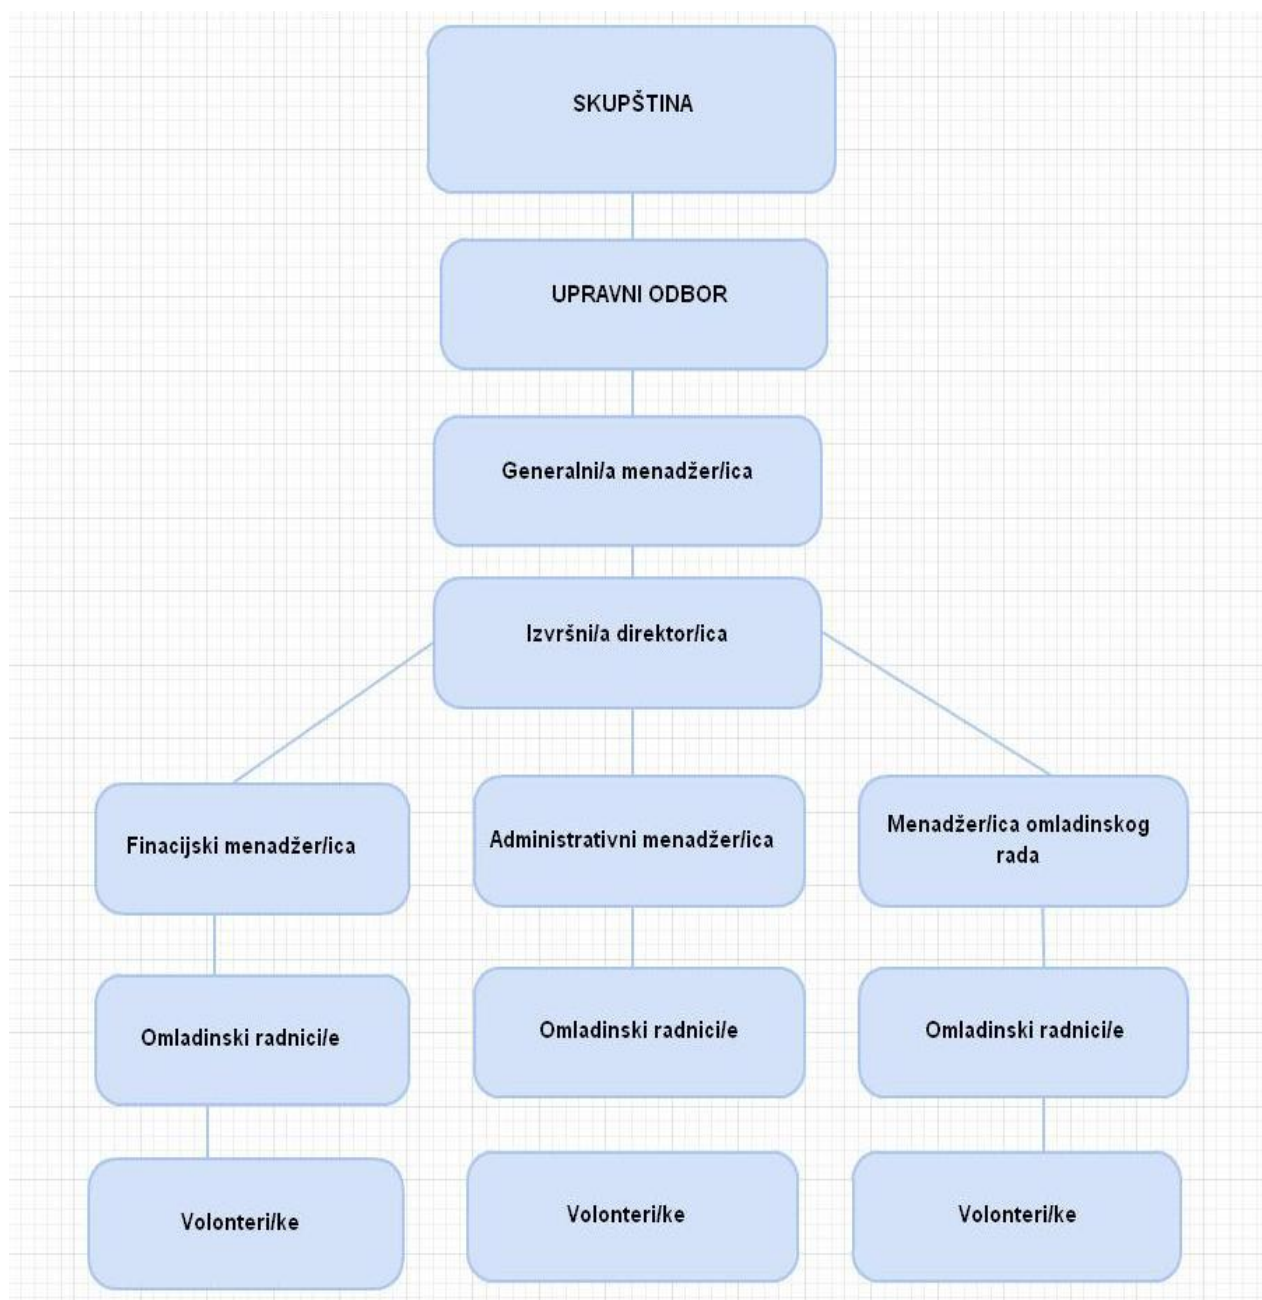 SKUPŠTINA
UPRAVNI ODBOR
Generalni/a menadžer/ica
Izvršni/a direktor/ica
Finacijski menadžer/ica
Administrativni menadžer/ica
Menadžer/ica omladinskog
rada
Omladinski radnici/e
Omladinski radnici/e
Omladinski radnici/e
Volonteri/ke
Volonteri/ke
Volonteri/ke